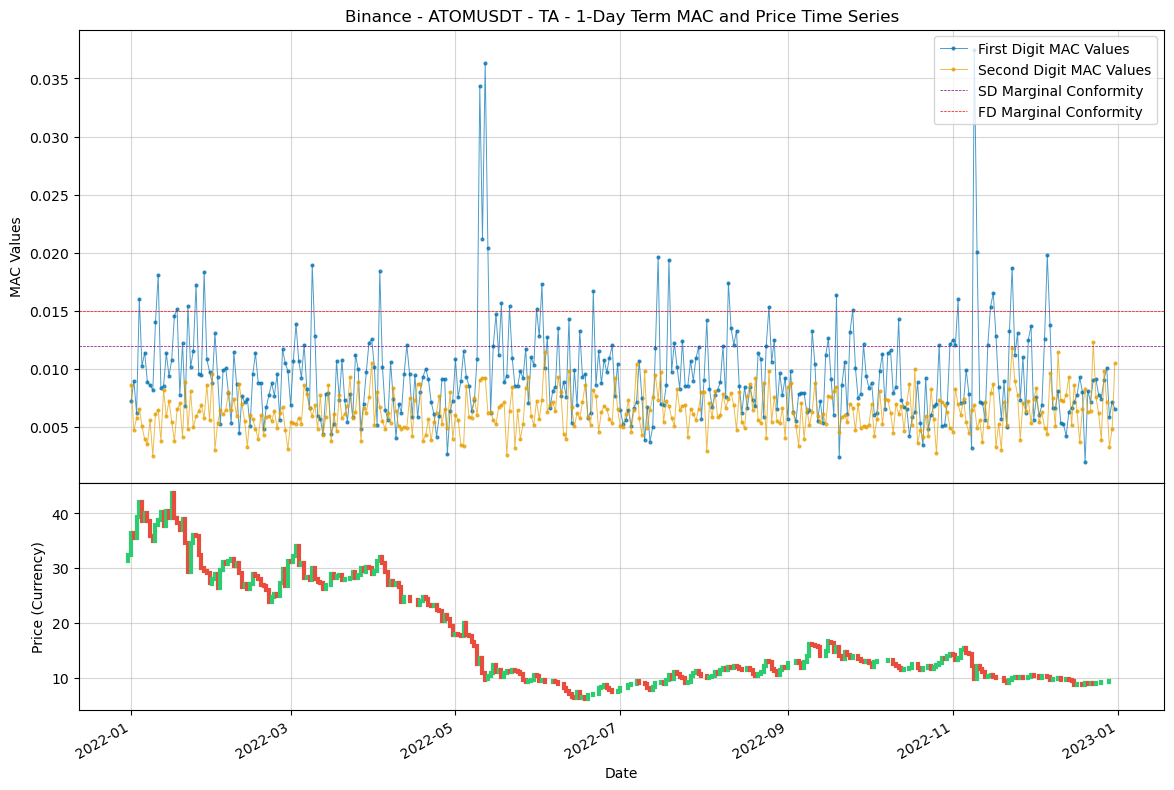 Binance - ATOMUSDT - TA - 1-Day Term MAC and Price Time Series
First Digit MAC Values
Second Digit MAC Values
SD Marginal Conformity
FD Marginal Conformity
MAC Values
0.035
0.030
0.025
0.020
0.015
0.010
0.005
Price (Currency)
40
30
20
10
2022-01
2022-03
2022-05
2022-07
2022-09
2022-11
2023-01
Date